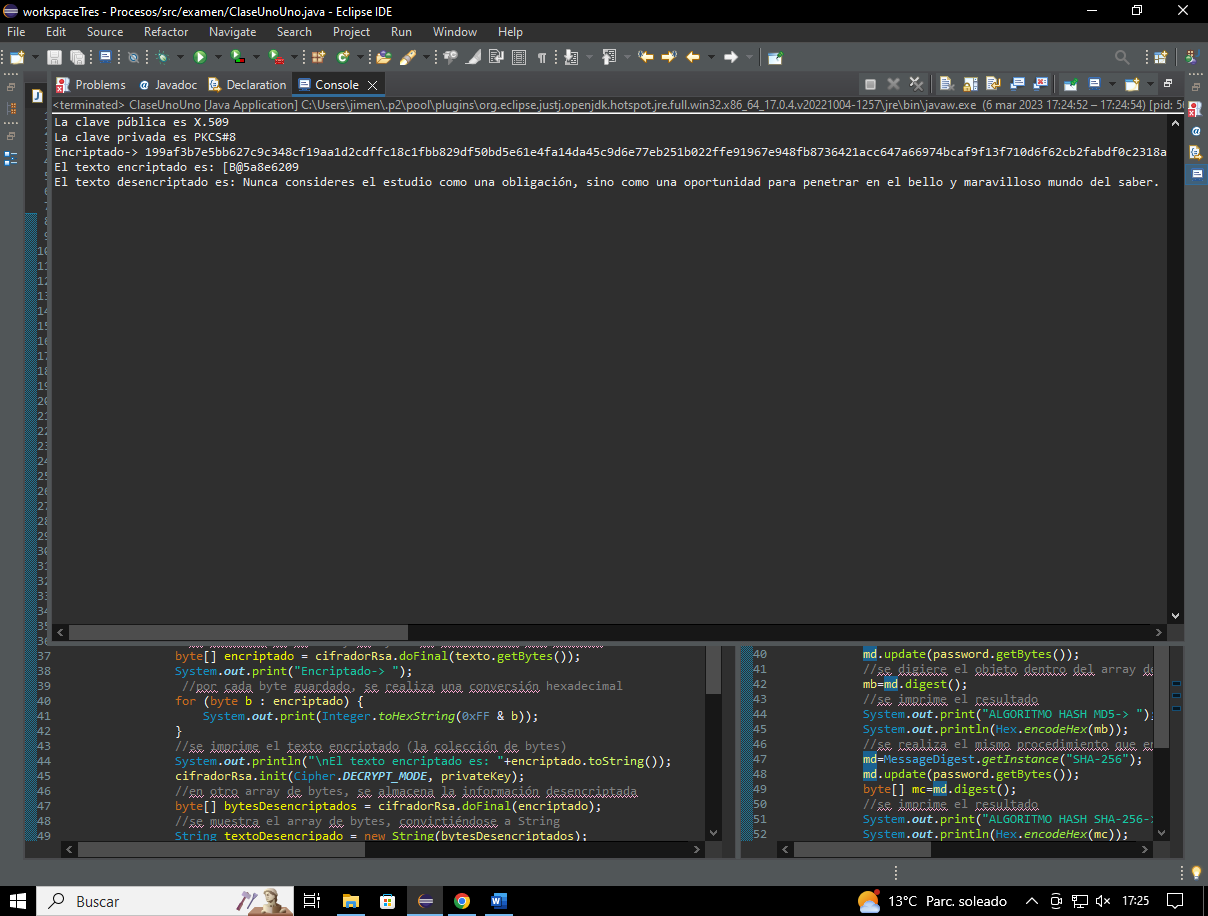 workspaceTres - Procesos/src/examen/ClaseUnoUno.java - Eclipse IDE
File Edit Source Refactor Navigate Search Project Run Window Help
Problems Javadoc Declaration Console
<terminated> ClaseUnoUno [Java Application] C:\Users\jimen\.p2\pool\plugins\org.eclipse.justj.openjdk.hotspot.jre.full.win32.x86_64_17.0.4.v20221004-1257\jre\bin\javaw.exe (6 mar 2023 17:24:52 – 17:24:54) [pid: 50
La clave pública es X.509
La clave privada es PKCS#8
Encriptado-> 199af3b7e5bb627c9c348cf19aa1d2cdffc18c1fbb829df50bd5e61e4fa14da45c9d6e77eb251b022ffe91967e948fb8736421acc647a66974bcaf9f13f710d6f62cb2fabdf0c2318a
El texto encriptado es: [B@5a8e6209
El texto desencriptado es: Nunca consideres el estudio como una obligación, sino como una oportunidad para penetrar en el bello y maravilloso mundo del saber.
37 byte[] encriptado = cifradorRsa.doFinal(texto.getBytes());
38 System.out.print("Encriptado-> ");
39 //por cada byte guardado, se realiza una conversión hexadecimal
40 for (byte b : encriptado) {
41 System.out.print(Integer.toHexString(0xFF & b));
42 }
43 //se imprime el texto encriptado (la colección de bytes)
44 System.out.println("\nEl texto encriptado es: "+encriptado.toString());
45 cifradorRsa.init(Cipher.DECRYPT_MODE, privateKey);
46 //en otro array de bytes, se almacena la información desencriptada
47 byte[] bytesDesencriptados = cifradorRsa.doFinal(encriptado);
48 //se muestra el array de bytes, convirtiéndose a String
49 String textoDesencripado = new String(bytesDesencriptados);
40 md.update(password.getBytes());
41 //se digiere el objeto dentro del array de
42 mb=md.digest();
43 //se imprime el resultado
44 System.out.print("ALGORITMO HASH MD5-> ");
45 System.out.println(Hex.encodeHex(mb));
46 //se realiza el mismo procedimiento que en
47 md=MessageDigest.getInstance("SHA-256");
48 md.update(password.getBytes());
49 byte[] mc=md.digest();
50 //se imprime el resultado
51 System.out.print("ALGORITMO HASH SHA-256->
52 System.out.println(Hex.encodeHex(mc));
Buscar
13°C Parc. soleado
17:25